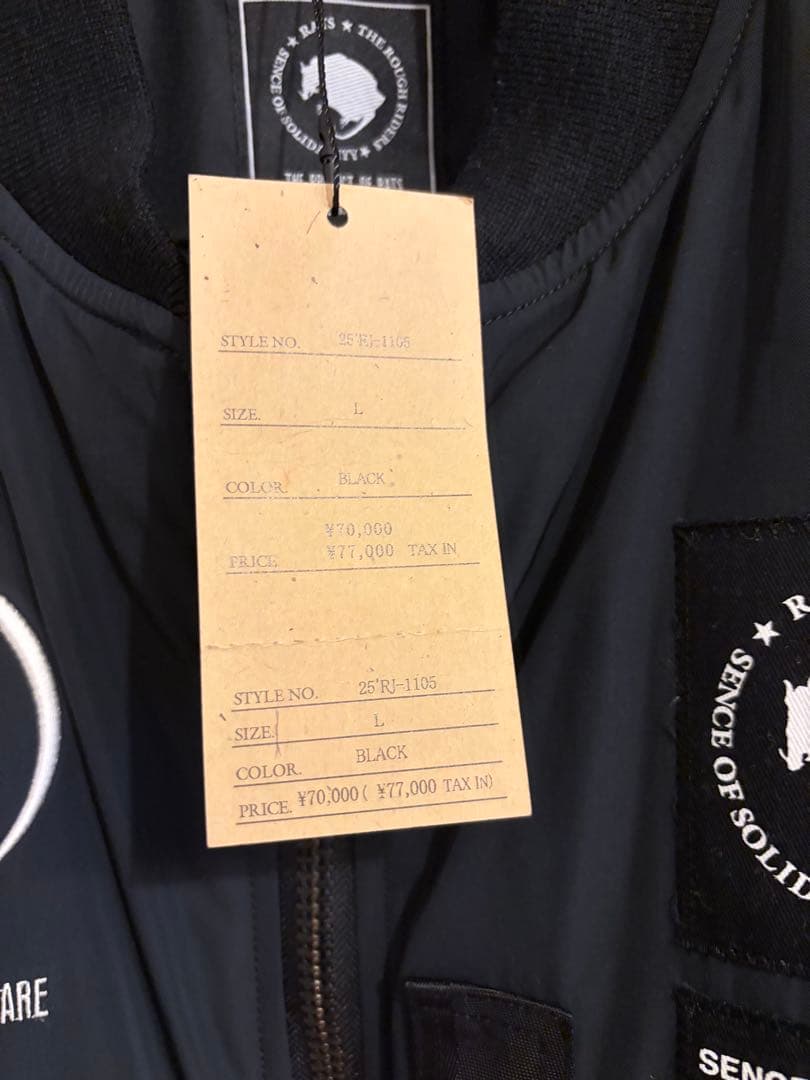 ★ RATS ★ THE ROUGH RIDERS ★ SENCE OF SOLIDITY
THE PROJECT OF RATS
STYLE NO. 25'RJ-1105
SIZE. L
COLOR. BLACK
¥70,000
PRICE. ¥77,000 TAX IN
STYLE NO. 25'RJ-1105
SIZE. L
COLOR. BLACK
PRICE. ¥70,000 ( ¥77,000 TAX IN)
★ R
SENCE OF SOLID
ARE
SENC